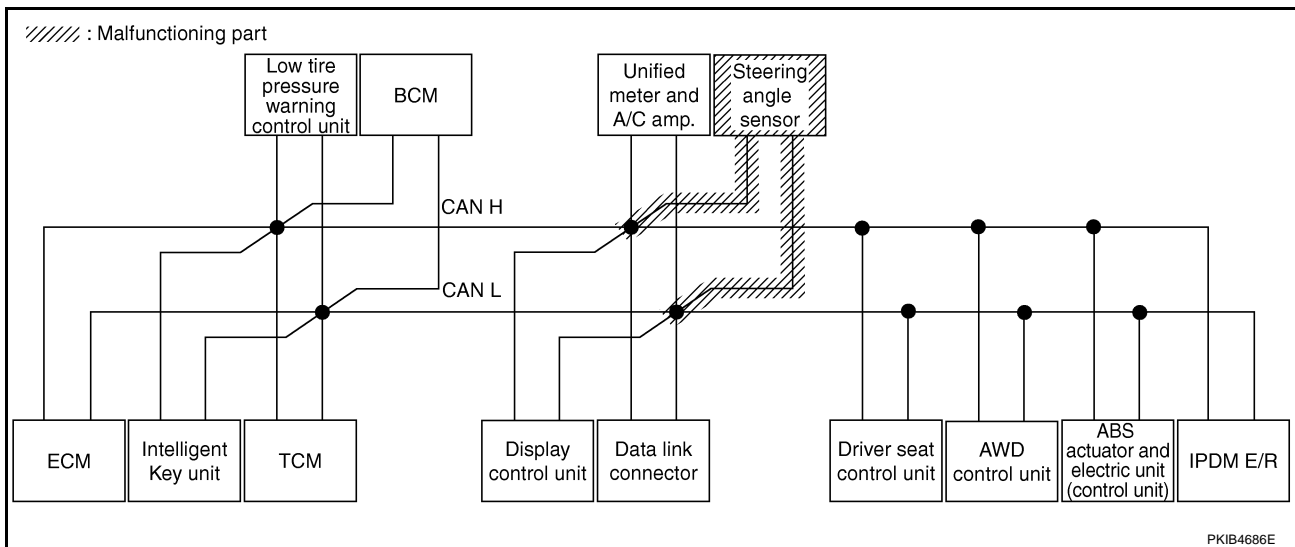 : Malfunctioning part
Low tire
pressure
warning
control unit
BCM
Unified
meter and
A/C amp.
Steering
angle
sensor
CAN H
CAN L
ECM
Intelligent
Key unit
TCM
Display
control unit
Data link
connector
Driver seat
control unit
AWD
control unit
ABS
actuator and
electric unit
(control unit)
IPDM E/R
PKIB4686E